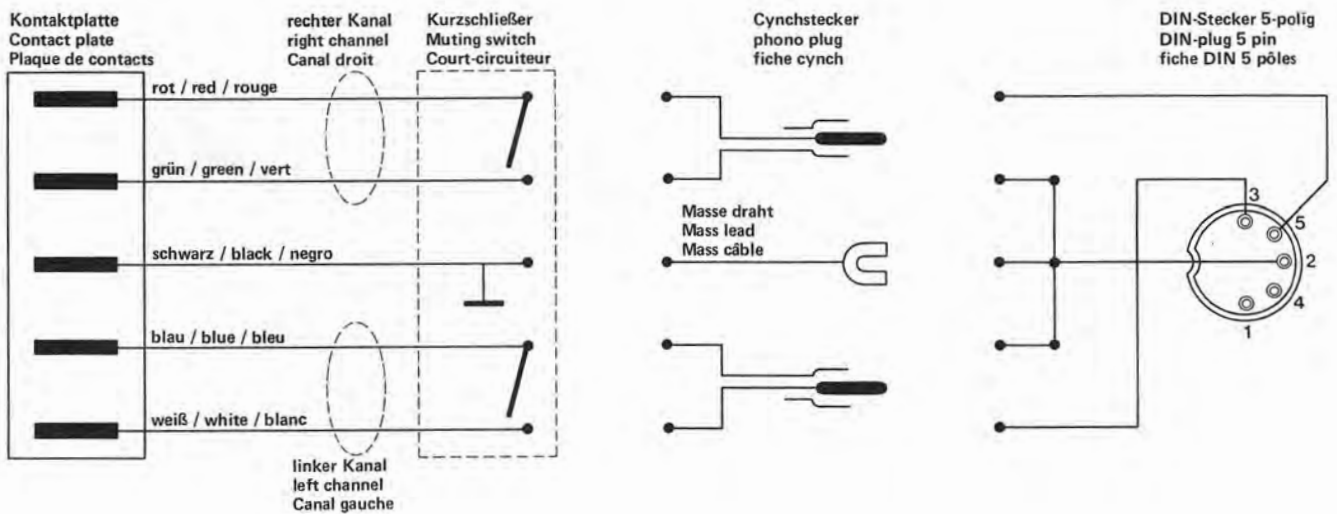 Kontaktplatte
Contact plate
Plaque de contacts
rechter Kanal
right channel
Canal droit
Kurzschließer
Muting switch
Court-circuiteur
Cynchstecker
phono plug
fiche cynch
DIN-Stecker 5-polig
DIN-plug 5 pin
fiche DIN 5 pôles
rot / red / rouge
grün / green / vert
schwarz / black / negro
blau / blue / bleu
weiß / white / blanc
linker Kanal
left channel
Canal gauche
Masse draht
Mass lead
Mass câble
3
5
2
4
1